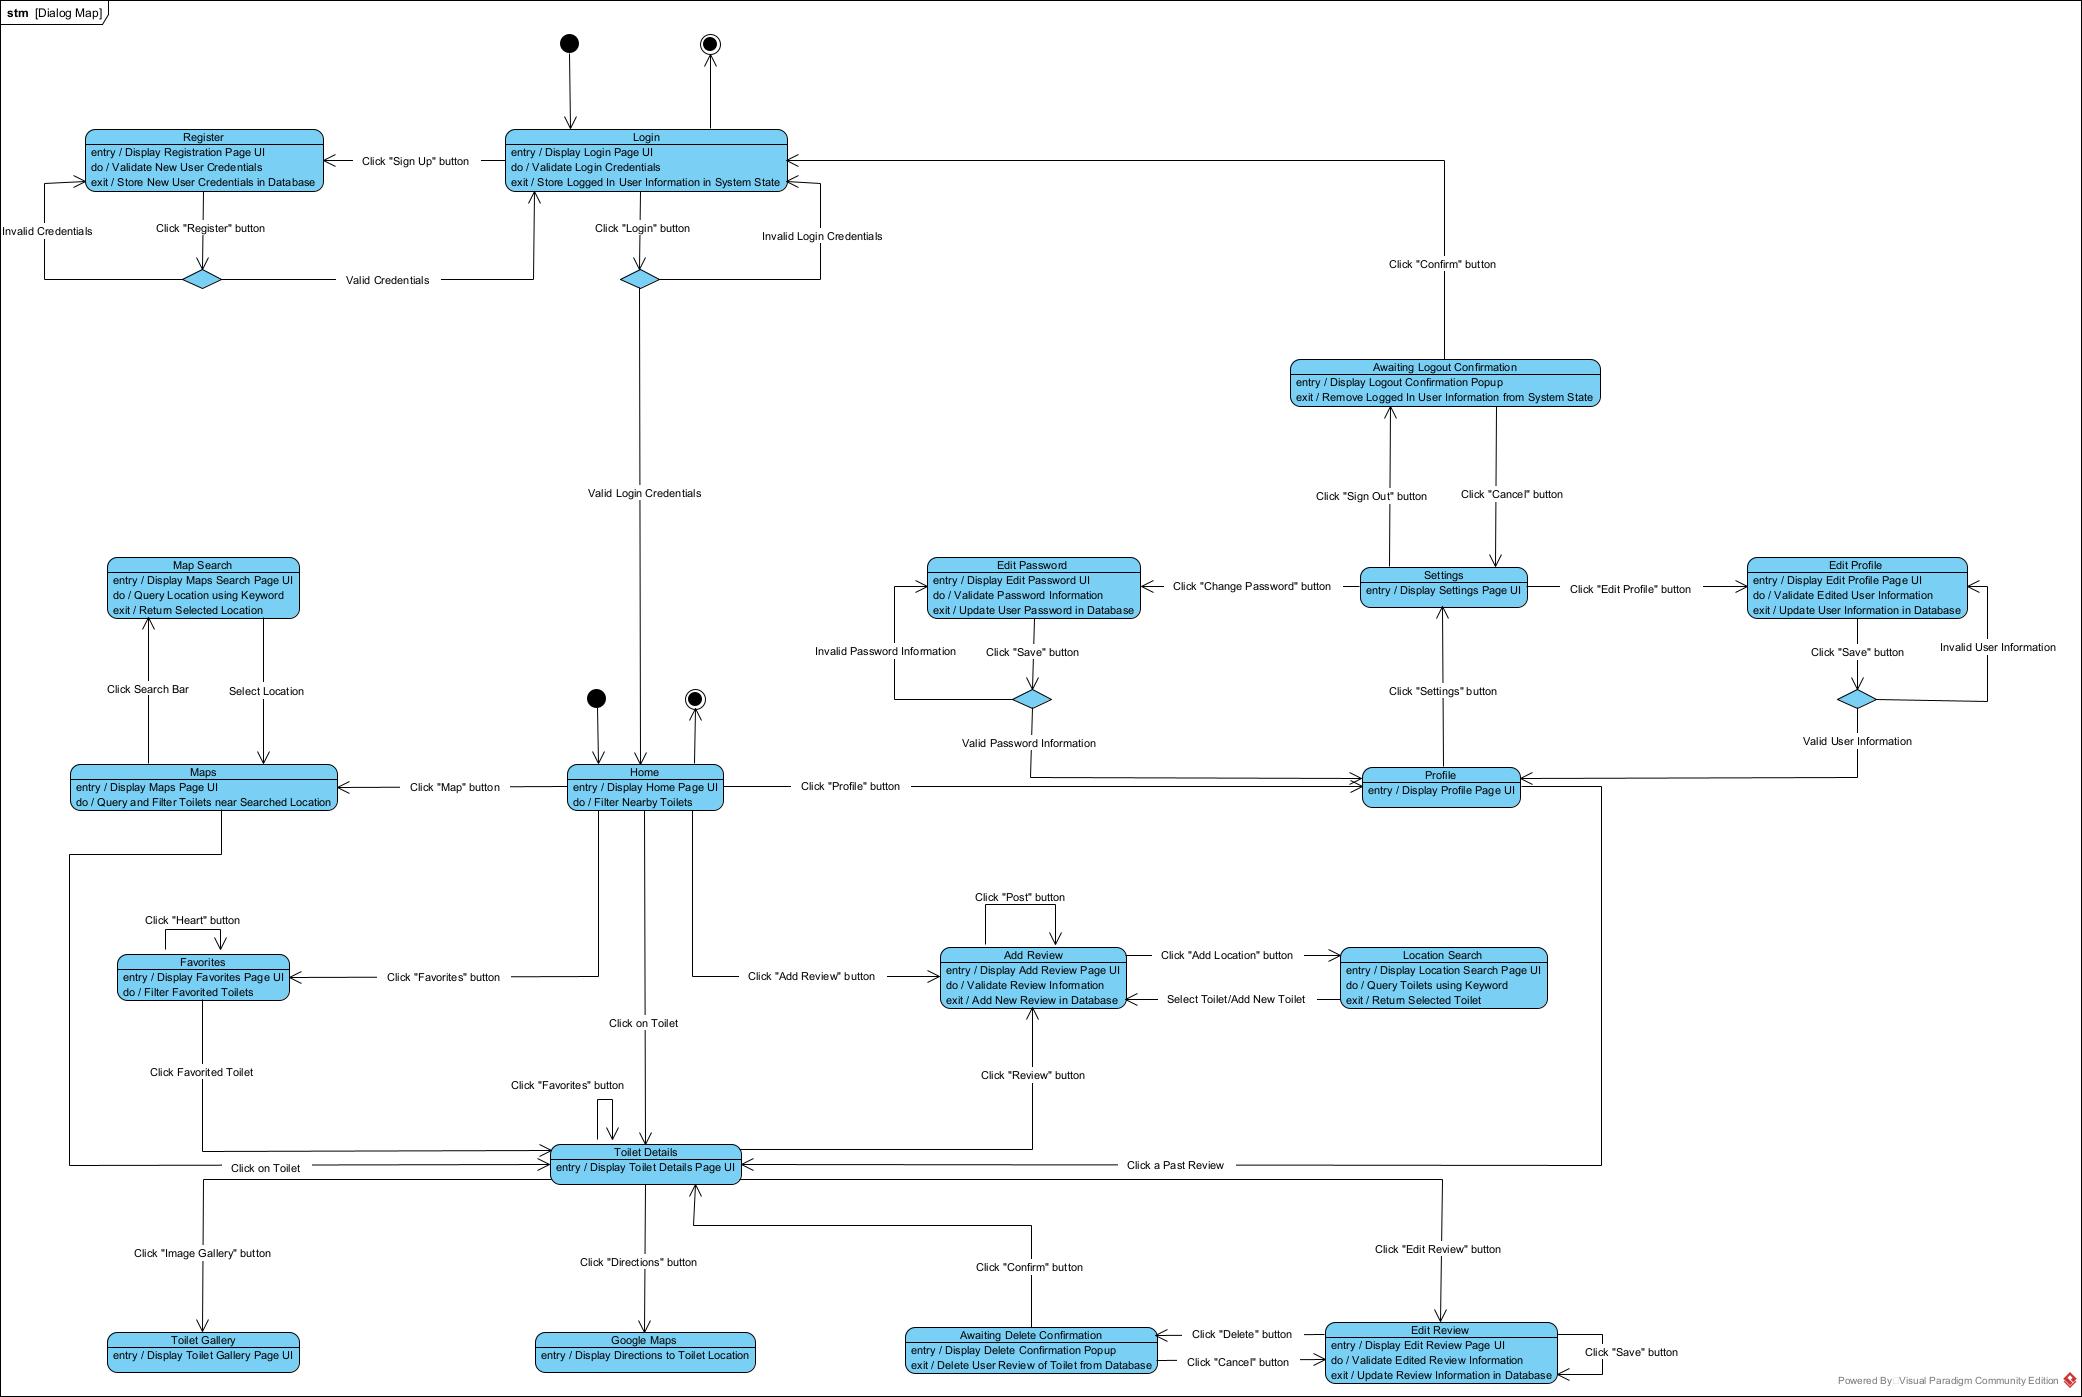 stm [Dialog Map]
Register
entry / Display Registration Page UI
do / Validate New User Credentials
exit / Store New User Credentials in Database
Click "Sign Up" button
Login
entry / Display Login Page UI
do / Validate Login Credentials
exit / Store Logged In User Information in System State
Invalid Credentials
Click "Register" button
Click "Login" button
Invalid Login Credentials
Valid Credentials
Click "Confirm" button
Awaiting Logout Confirmation
entry / Display Logout Confirmation Popup
exit / Remove Logged In User Information from System State
Valid Login Credentials
Click "Sign Out" button
Click "Cancel" button
Map Search
entry / Display Maps Search Page UI
do / Query Location using Keyword
exit / Return Selected Location
Edit Password
entry / Display Edit Password UI
do / Validate Password Information
exit / Update User Password in Database
Click "Change Password" button
Settings
entry / Display Settings Page UI
Click "Edit Profile" button
Edit Profile
entry / Display Edit Profile Page UI
do / Validate Edited User Information
exit / Update User Information in Database
Invalid Password Information
Click "Save" button
Click "Save" button
Invalid User Information
Click Search Bar
Select Location
Click "Settings" button
Valid Password Information
Valid User Information
Maps
entry / Display Maps Page UI
do / Query and Filter Toilets near Searched Location
Click "Map" button
Home
entry / Display Home Page UI
do / Filter Nearby Toilets
Click "Profile" button
Profile
entry / Display Profile Page UI
Click "Heart" button
Click "Post" button
Favorites
entry / Display Favorites Page UI
do / Filter Favorited Toilets
Click "Favorites" button
Click "Add Review" button
Add Review
entry / Display Add Review Page UI
do / Validate Review Information
exit / Add New Review in Database
Click "Add Location" button
Select Toilet/Add New Toilet
Location Search
entry / Display Location Search Page UI
do / Query Toilets using Keyword
exit / Return Selected Toilet
Click on Toilet
Click Favorited Toilet
Click "Favorites" button
Click "Review" button
Toilet Details
entry / Display Toilet Details Page UI
Click on Toilet
Click a Past Review
Click "Image Gallery" button
Click "Directions" button
Click "Confirm" button
Click "Edit Review" button
Toilet Gallery
entry / Display Toilet Gallery Page UI
Google Maps
entry / Display Directions to Toilet Location
Awaiting Delete Confirmation
entry / Display Delete Confirmation Popup
exit / Delete User Review of Toilet from Database
Click "Delete" button
Click "Cancel" button
Edit Review
entry / Display Edit Review Page UI
do / Validate Edited Review Information
exit / Update Review Information in Database
Click "Save" button
Powered By Visual Paradigm Community Edition